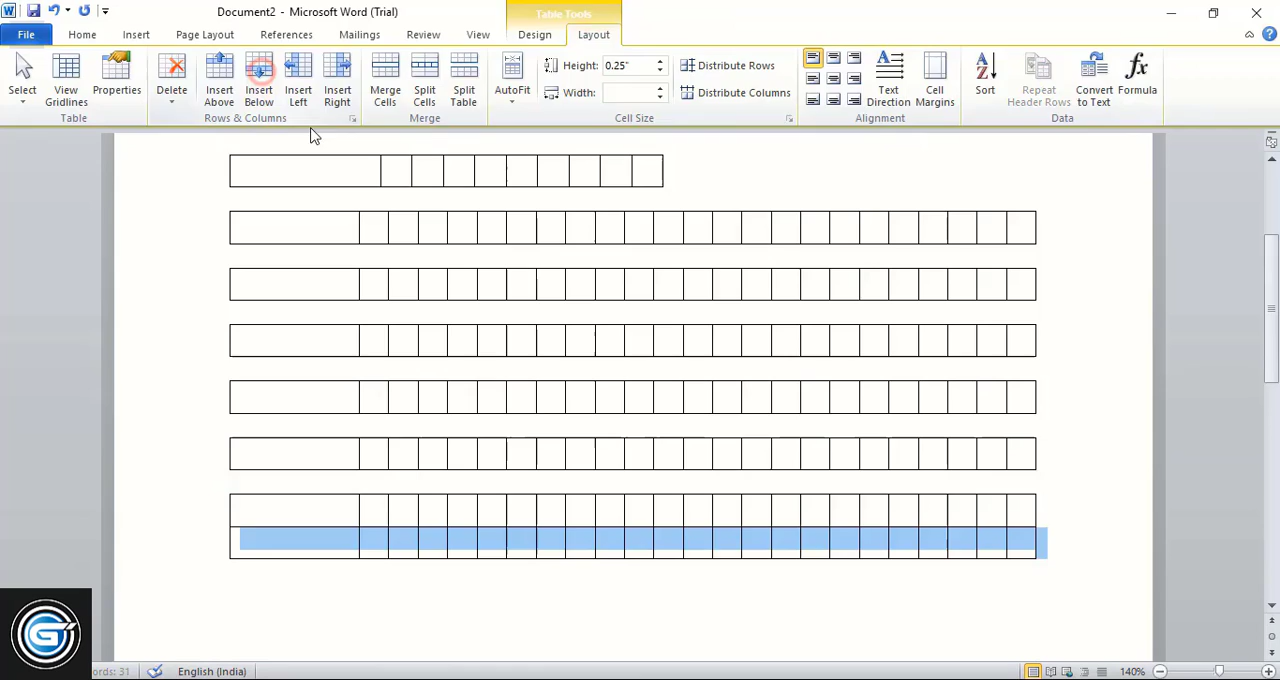 Document2 - Microsoft Word (Trial)
Table Tools
File Home Insert Page Layout References Mailings Review View Design Layout
Select
View Gridlines
Properties
Delete
Insert Above
Insert Below
Insert Left
Insert Right
Merge Cells
Split Cells
Split Table
AutoFit
Height: 0.25"
Width:
Distribute Rows
Distribute Columns
Text Direction
Cell Margins
Sort
Repeat Header Rows
Convert to Text
Formula
Table Rows & Columns Merge Cell Size Alignment Data
ords: 31 English (India) 140%